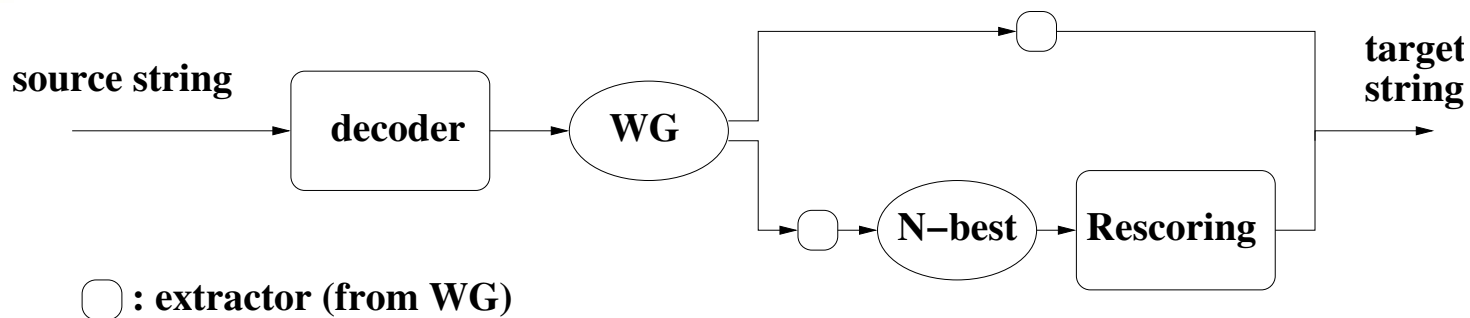 source string
decoder
WG
target
string
N−best
Rescoring
: extractor (from WG)